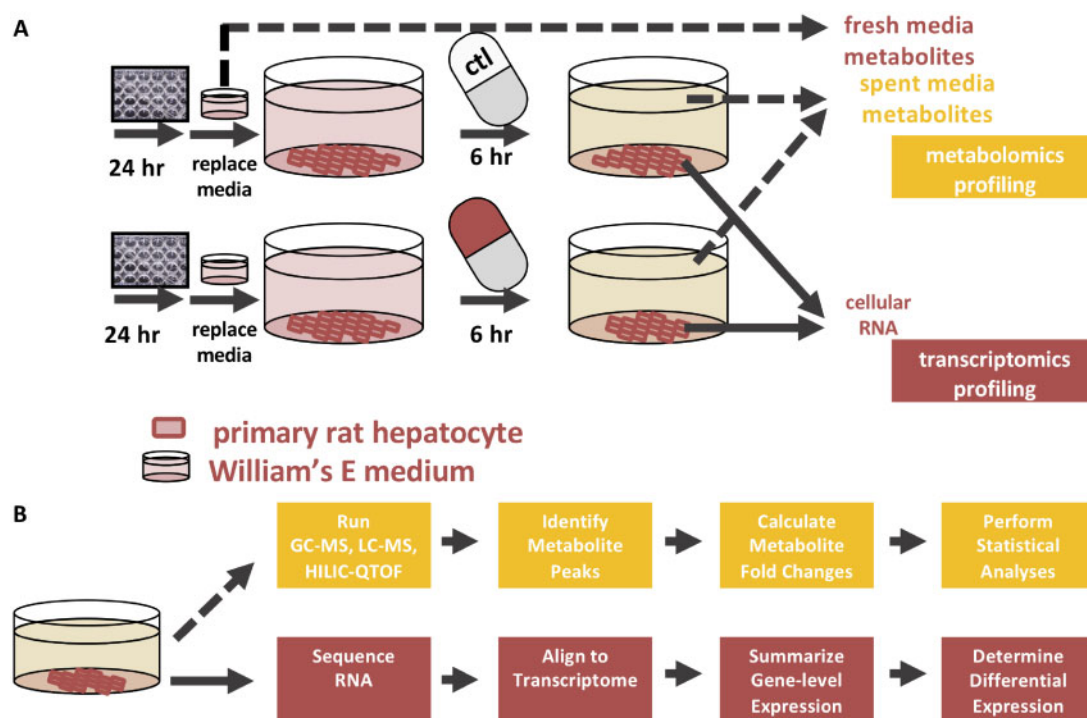 A
fresh media
metabolites
ctl
spent media
metabolites
24 hr
replace
media
6 hr
metabolomics
profiling
24 hr
replace
media
6 hr
cellular
RNA
transcriptomics
profiling
primary rat hepatocyte
William's E medium
B
Run
GC-MS, LC-MS,
HILIC-QTOF
Identify
Metabolite
Peaks
Calculate
Metabolite
Fold Changes
Perform
Statistical
Analyses
Sequence
RNA
Align to
Transcriptome
Summarize
Gene-level
Expression
Determine
Differential
Expression